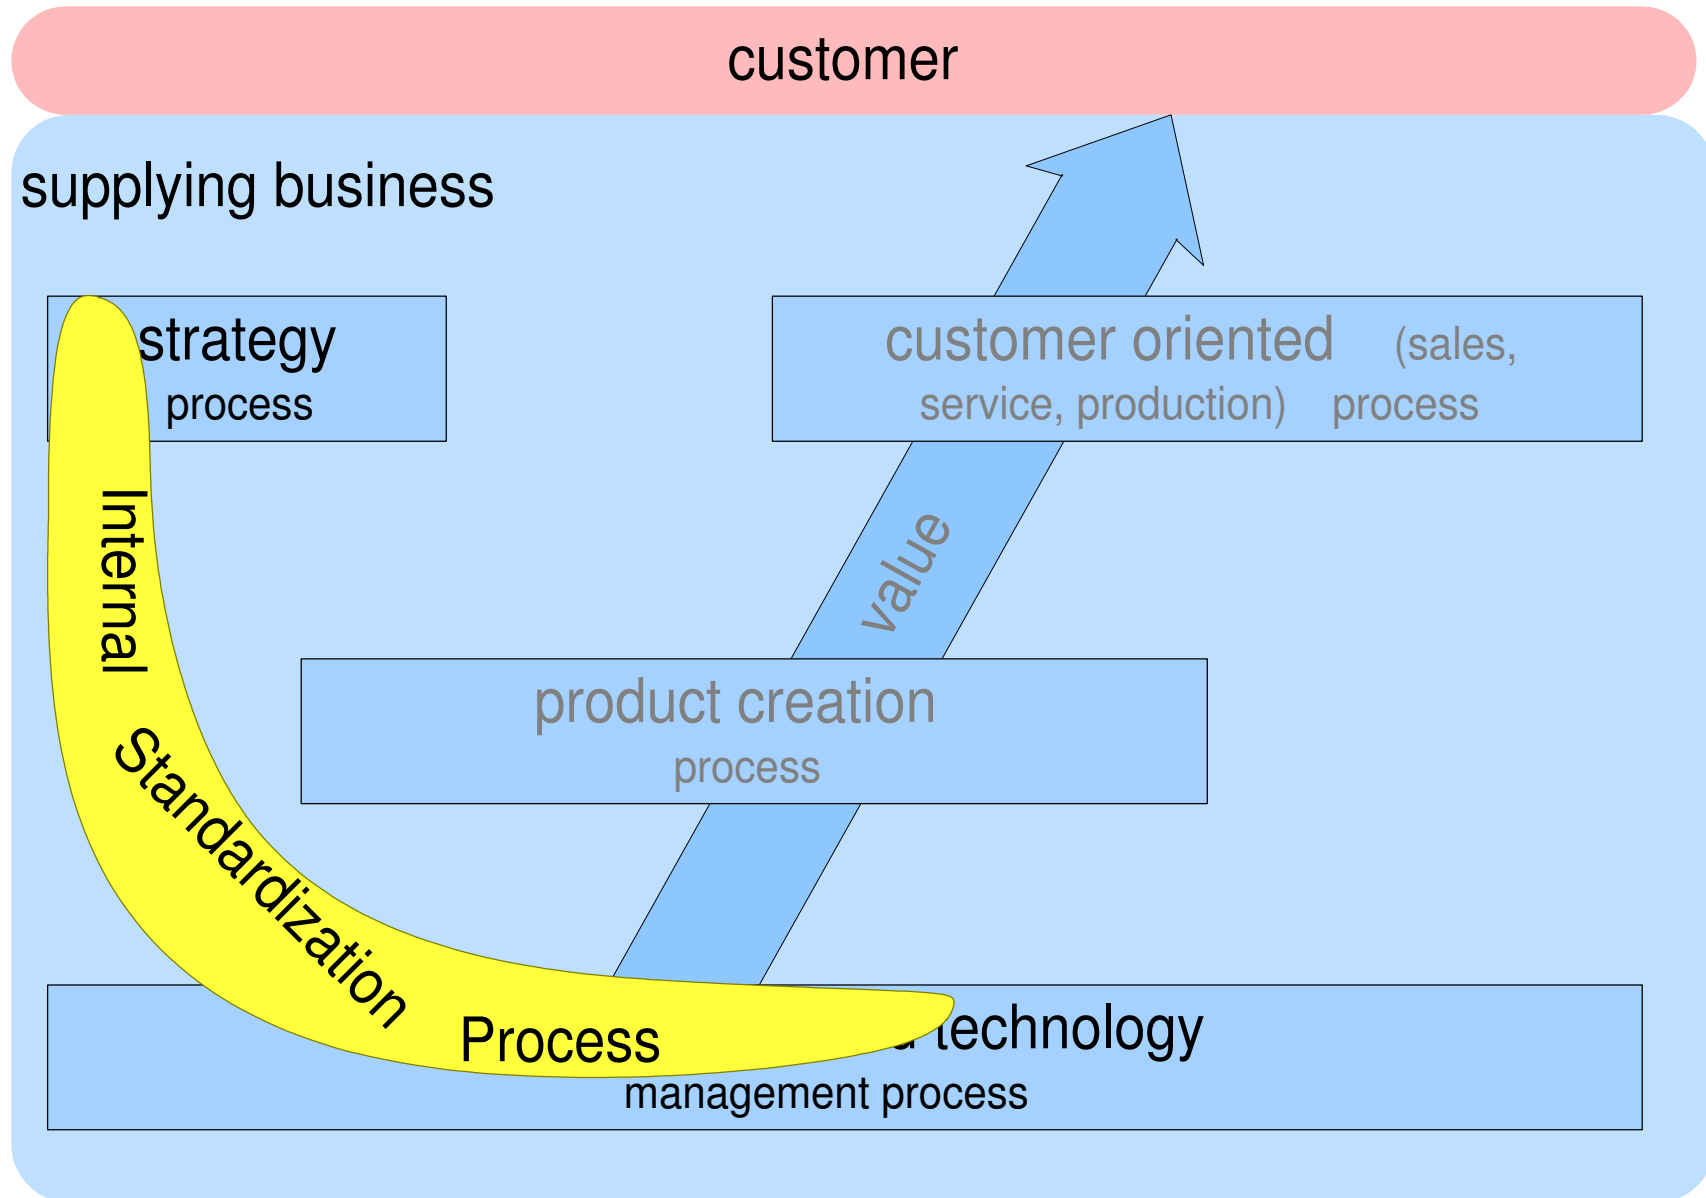 customer
supplying business
strategy
process
customer oriented (sales,
service, production) process
Internal
value
product creation
process
Standardization
Process
technology
management process